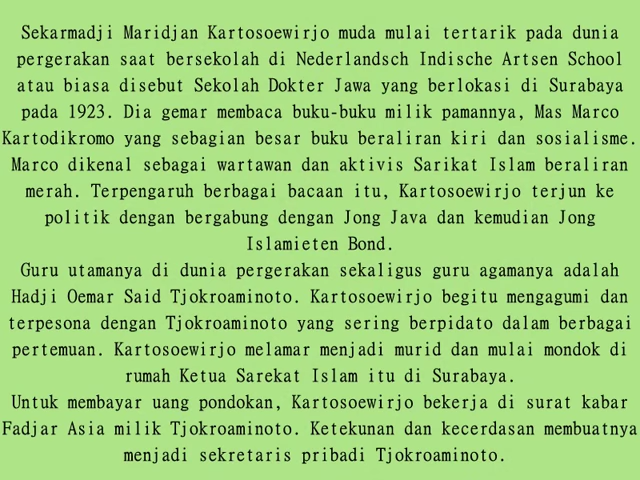 Sekarmadji Maridjan Kartosoewirjo muda mulai tertarik pada dunia
pergerakan saat bersekolah di Nederlandsch Indische Artsen School
atau biasa disebut Sekolah Dokter Jawa yang berlokasi di Surabaya
pada 1923. Dia gemar membaca buku-buku milik pamannya, Mas Marco
Kartodikromo yang sebagian besar buku beraliran kiri dan sosialisme.
Marco dikenal sebagai wartawan dan aktivis Sarikat Islam beraliran
merah. Terpengaruh berbagai bacaan itu, Kartosoewirjo terjun ke
politik dengan bergabung dengan Jong Java dan kemudian Jong
Islamieten Bond.
Guru utamanya di dunia pergerakan sekaligus guru agamanya adalah
Hadji Oemar Said Tjokroaminoto. Kartosoewirjo begitu mengagumi dan
terpesona dengan Tjokroaminoto yang sering berpidato dalam berbagai
pertemuan. Kartosoewirjo melamar menjadi murid dan mulai mondok di
rumah Ketua Sarekat Islam itu di Surabaya.
Untuk membayar uang pondokan, Kartosoewirjo bekerja di surat kabar
Fadjar Asia milik Tjokroaminoto. Ketekunan dan kecerdasan membuatnya
menjadi sekretaris pribadi Tjokroaminoto.